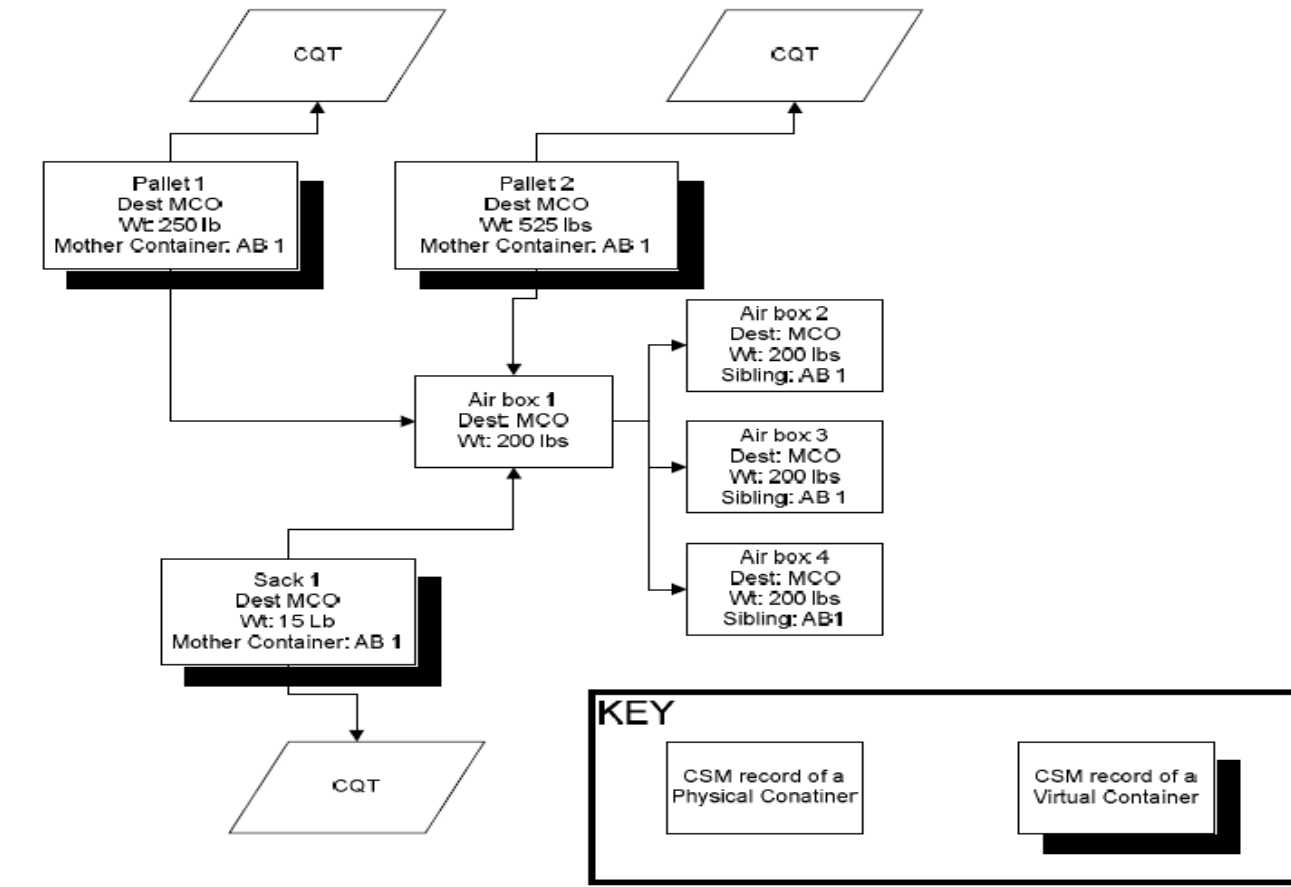 CQT
CQT
Pallet 1
Dest MCO
Wt: 250 lb
Mother Container: AB 1
Pallet 2
Dest MCO
Wt: 525 lbs
Mother Container: AB 1
Air box 2
Dest: MCO
Wt: 200 lbs
Sibling: AB 1
Air box 1
Dest: MCO
Wt: 200 lbs
Air box 3
Dest: MCO
Wt: 200 lbs
Sibling: AB 1
Air box 4
Dest: MCO
Wt: 200 lbs
Sibling: AB1
Sack 1
Dest MCO
Wt: 15 Lb
Mother Container: AB 1
CQT
KEY
CSM record of a
Physical Conatiner
CSM record of a
Virtual Container